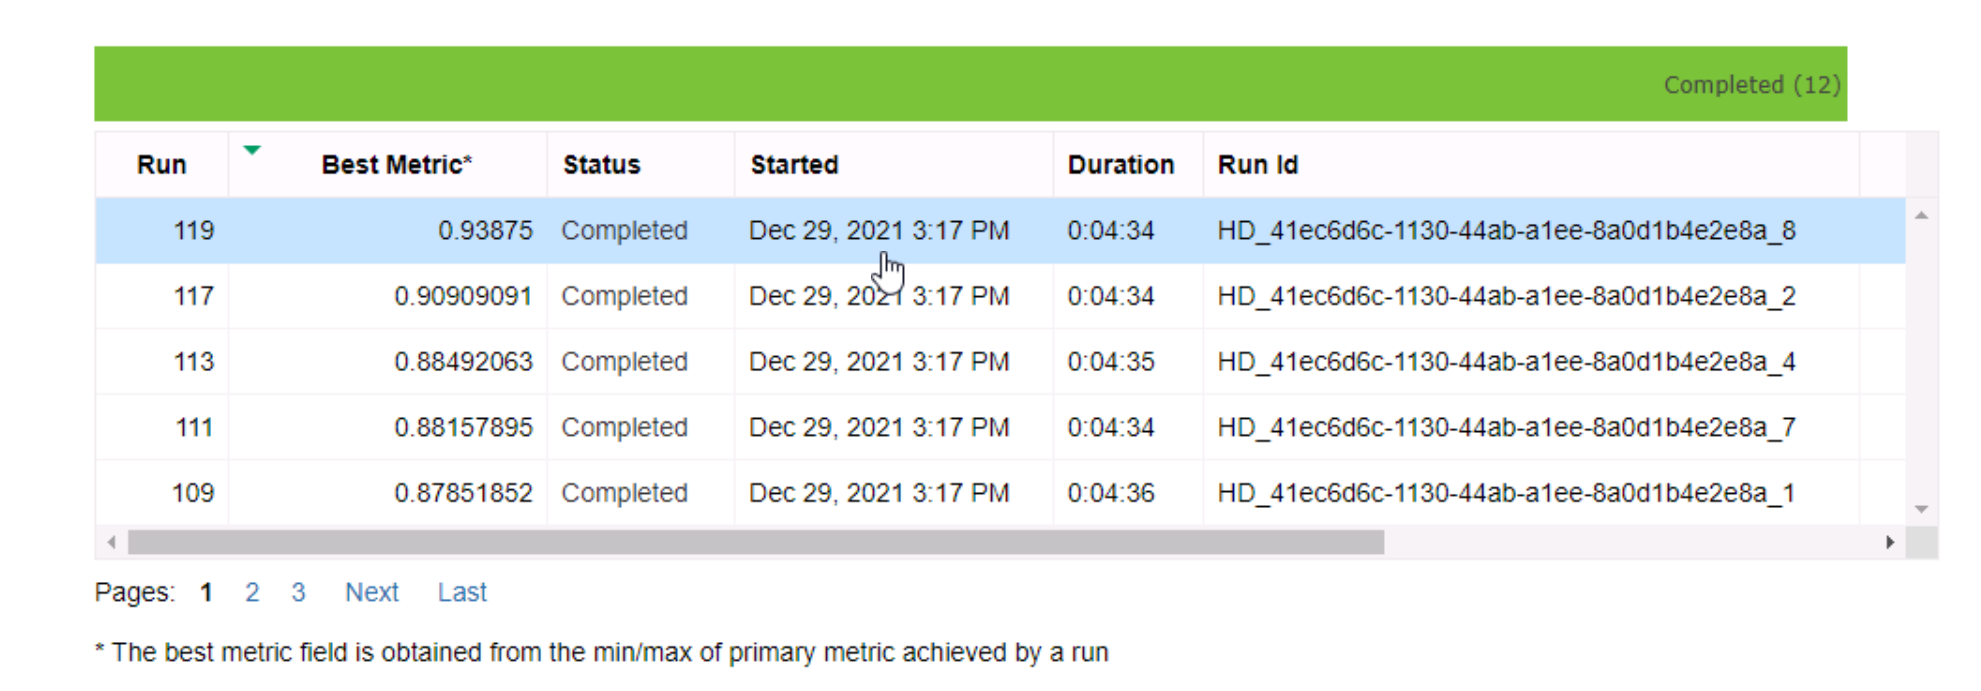 Completed (12)
Run Best Metric* Status Started Duration Run Id
119 0.93875 Completed Dec 29, 2021 3:17 PM 0:04:34 HD_41ec6d6c-1130-44ab-a1ee-8a0d1b4e2e8a_8
117 0.90909091 Completed Dec 29, 2021 3:17 PM 0:04:34 HD_41ec6d6c-1130-44ab-a1ee-8a0d1b4e2e8a_2
113 0.88492063 Completed Dec 29, 2021 3:17 PM 0:04:35 HD_41ec6d6c-1130-44ab-a1ee-8a0d1b4e2e8a_4
111 0.88157895 Completed Dec 29, 2021 3:17 PM 0:04:34 HD_41ec6d6c-1130-44ab-a1ee-8a0d1b4e2e8a_7
109 0.87851852 Completed Dec 29, 2021 3:17 PM 0:04:36 HD_41ec6d6c-1130-44ab-a1ee-8a0d1b4e2e8a_1
Pages: 1 2 3 Next Last
* The best metric field is obtained from the min/max of primary metric achieved by a run